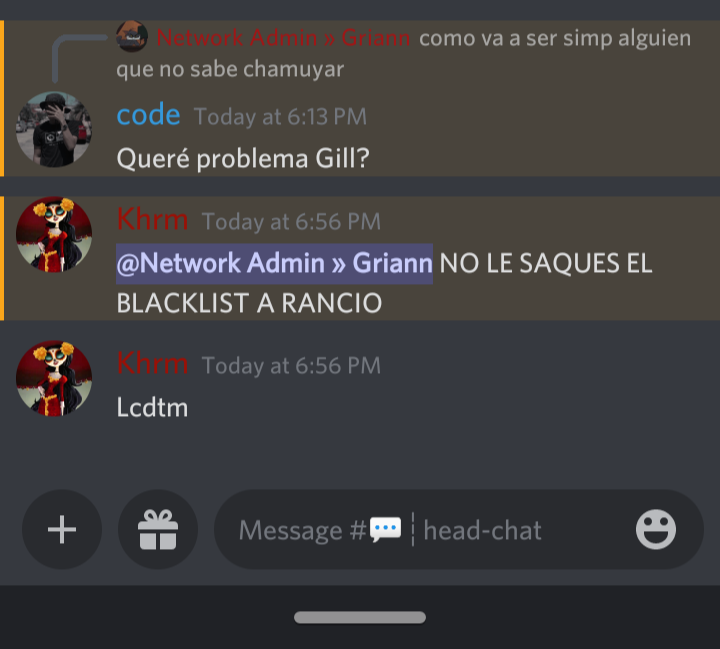 Network Admin » Griann como va a ser simp alguien
que no sabe chamuyar
code Today at 6:13 PM
Queré problema Gill?
Khrm Today at 6:56 PM
@Network Admin » Griann NO LE SAQUES EL
BLACKLIST A RANCIO
Khrm Today at 6:56 PM
Lcdtm
Message #💬┆head-chat